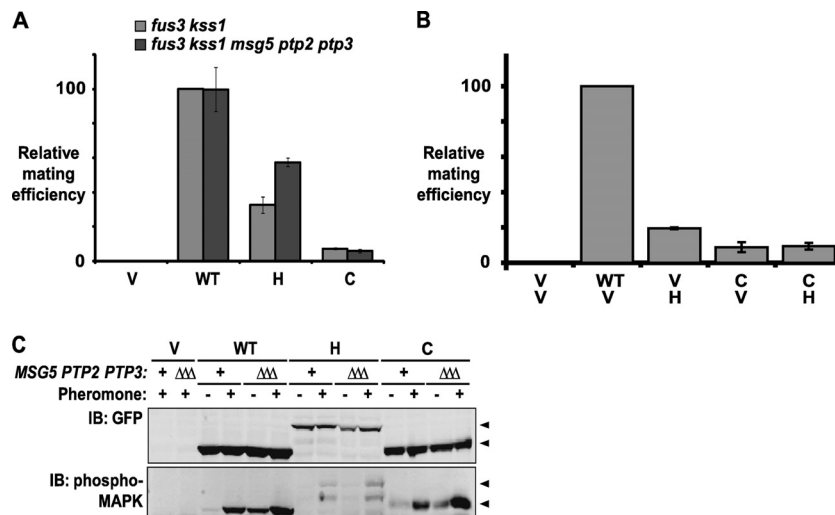 A
fus3 kss1
fus3 kss1 msg5 ptp2 ptp3
100
Relative
mating
efficiency
0
V WT H C
B
100
Relative
mating
efficiency
0
V WT V C C
V V H V H
C
V WT H C
MSG5 PTP2 PTP3: + ΔΔΔ + ΔΔΔ + ΔΔΔ + ΔΔΔ
Pheromone: + + - + - + - + - + - + - +
IB: GFP
IB: phospho-
MAPK